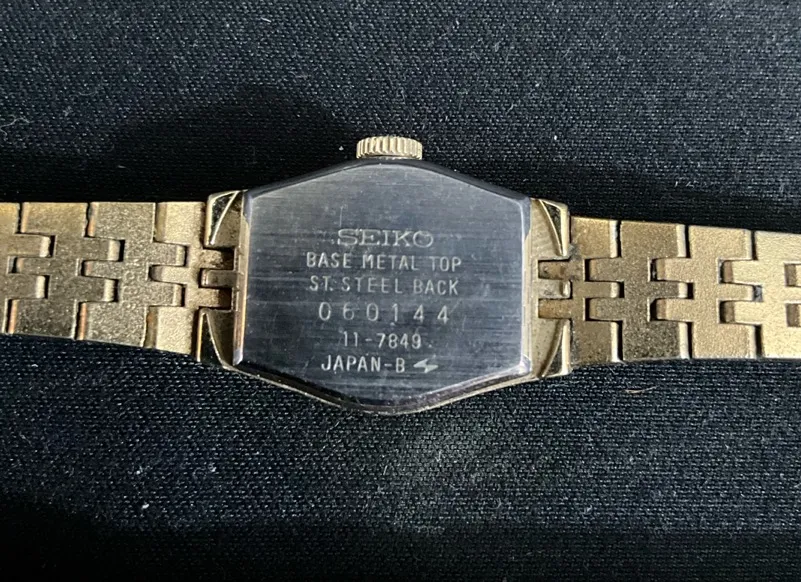 SEIKO
BASE METAL TOP
ST. STEEL BACK
060144
11-7849
JAPAN-B